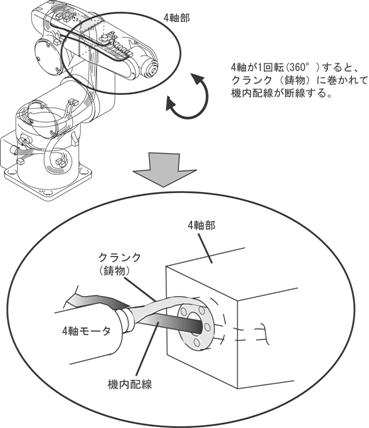 4軸部
4軸が1回転(360°)すると、
クランク（鋳物）に巻かれて
機内配線が断線する。
4軸部
クランク
（鋳物）
4軸モータ
機内配線